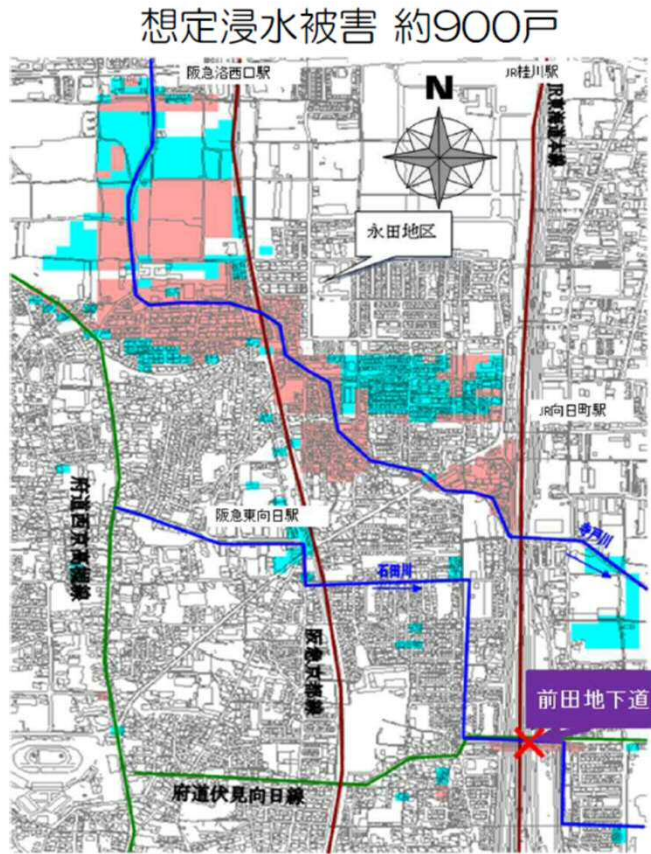 想定浸水被害 約900戸
阪急洛西口駅
JR桂川駅
JR東海道本線
N
永田地区
JR向日町駅
阪急東向日駅
寺戸川
石田川
府道西京高槻線
阪急京都線
前田地下道
府道伏見向日線